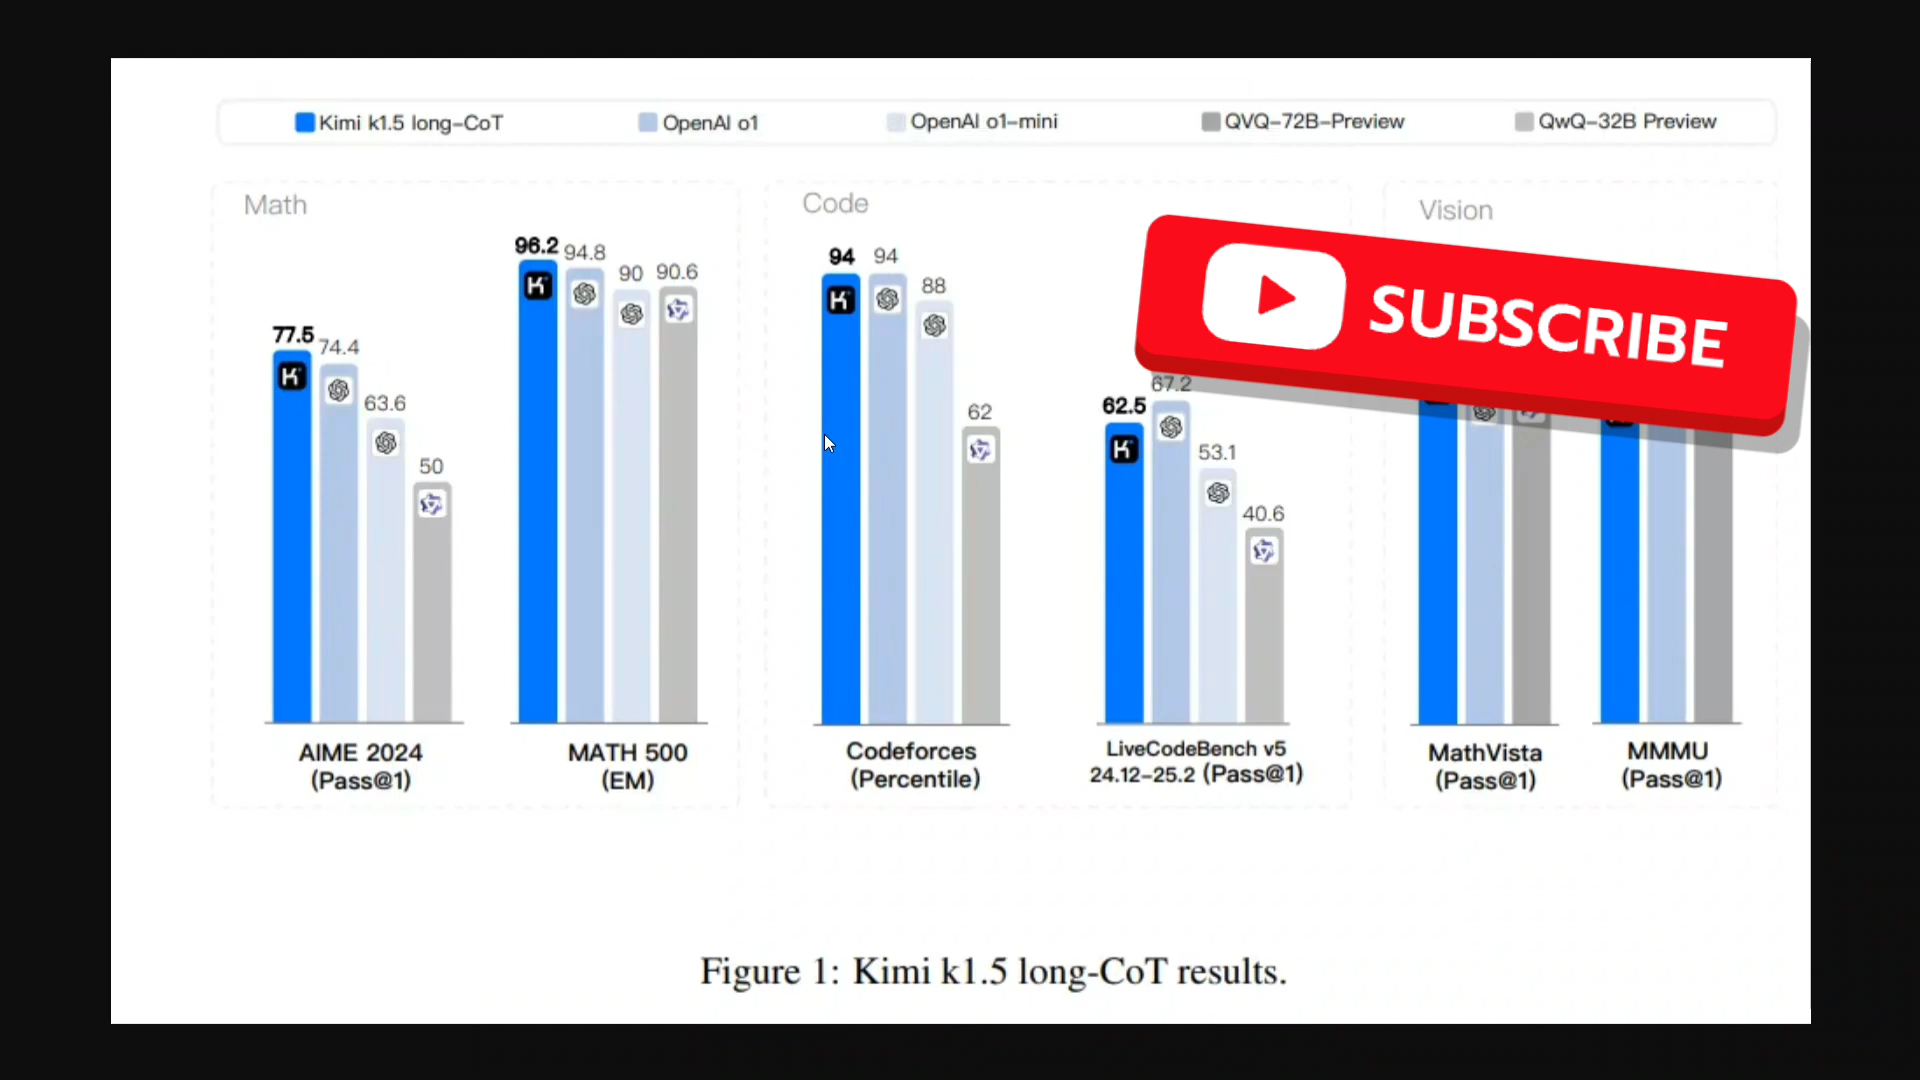 Kimi k1.5 long-CoT
OpenAI o1
OpenAI o1-mini
QVQ-72B-Preview
QwQ-32B Preview
Math
77.5
74.4
63.6
50
AIME 2024
(Pass@1)
96.2
94.8
90
90.6
MATH 500
(EM)
Code
94
94
88
62
Codeforces
(Percentile)
62.5
67.2
53.1
40.6
LiveCodeBench v5
24.12-25.2 (Pass@1)
Vision
SUBSCRIBE
MathVista
(Pass@1)
MMMU
(Pass@1)
Figure 1: Kimi k1.5 long-CoT results.